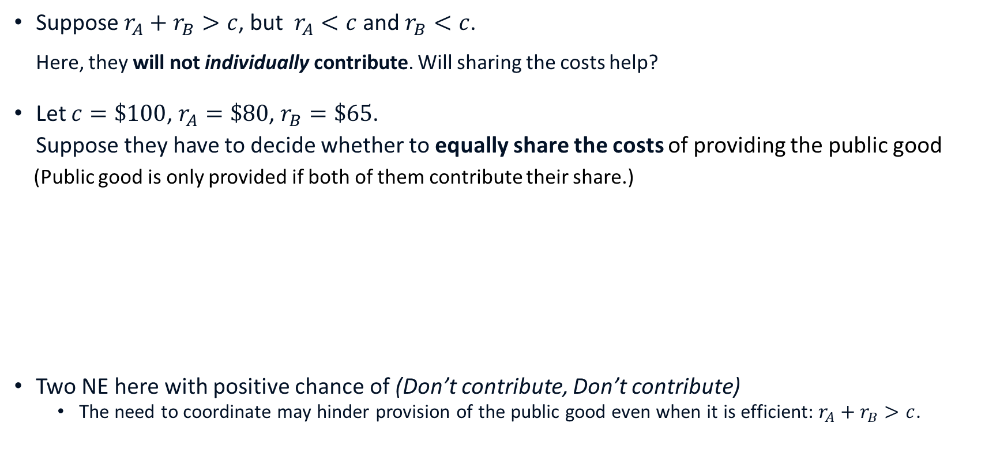 • Suppose r_A + r_B > c, but r_A < c and r_B < c.
Here, they will not individually contribute. Will sharing the costs help?
• Let c = $100, r_A = $80, r_B = $65.
Suppose they have to decide whether to equally share the costs of providing the public good
(Public good is only provided if both of them contribute their share.)
• Two NE here with positive chance of (Don’t contribute, Don’t contribute)
• The need to coordinate may hinder provision of the public good even when it is efficient: r_A + r_B > c.